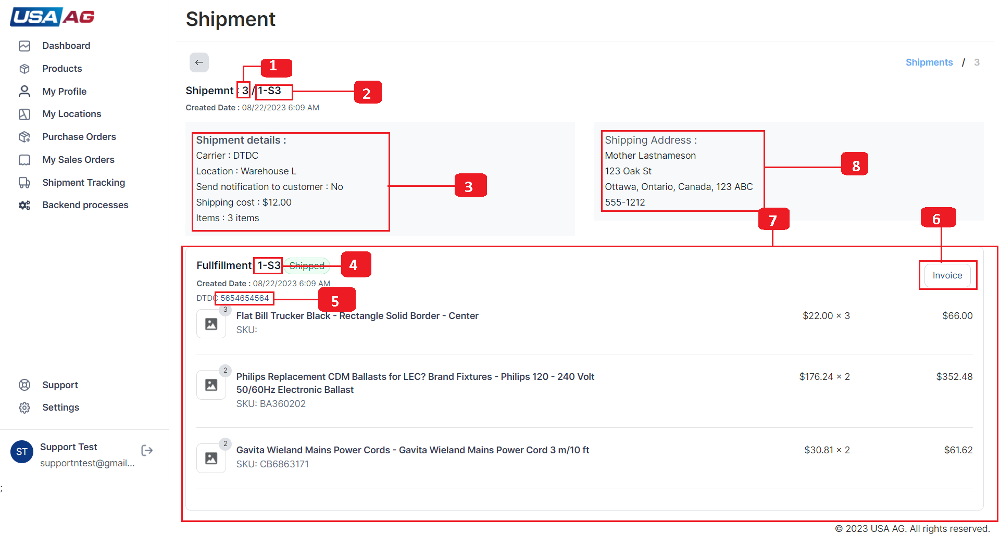 USA AG
Shipment
Dashboard
Products
My Profile
My Locations
Purchase Orders
My Sales Orders
Shipment Tracking
Backend processes
Support
Settings
ST
Support Test
supportntest@gmail...
;
Shipments / 3
1
Shipemnt : 3 / 1-S3
2
Created Date : 08/22/2023 6:09 AM
Shipment details :
Carrier : DTDC
Location : Warehouse L
Send notification to customer : No
Shipping cost : $12.00
Items : 3 items
3
Shipping Address :
Mother Lastnameson
123 Oak St
Ottawa, Ontario, Canada, 123 ABC
555-1212
8
7
6
Fullfillment: 1-S3 Shipped
4
Invoice
Created Date : 08/22/2023 6:09 AM
DTDC 5654654564
5
3
Flat Bill Trucker Black - Rectangle Solid Border - Center $22.00 × 3 $66.00
SKU:
2
Philips Replacement CDM Ballasts for LEC? Brand Fixtures - Philips 120 - 240 Volt $176.24 × 2 $352.48
50/60Hz Electronic Ballast
SKU: BA360202
2
Gavita Wieland Mains Power Cords - Gavita Wieland Mains Power Cord 3 m/10 ft $30.81 × 2 $61.62
SKU: CB6863171
© 2023 USA AG. All rights reserved.